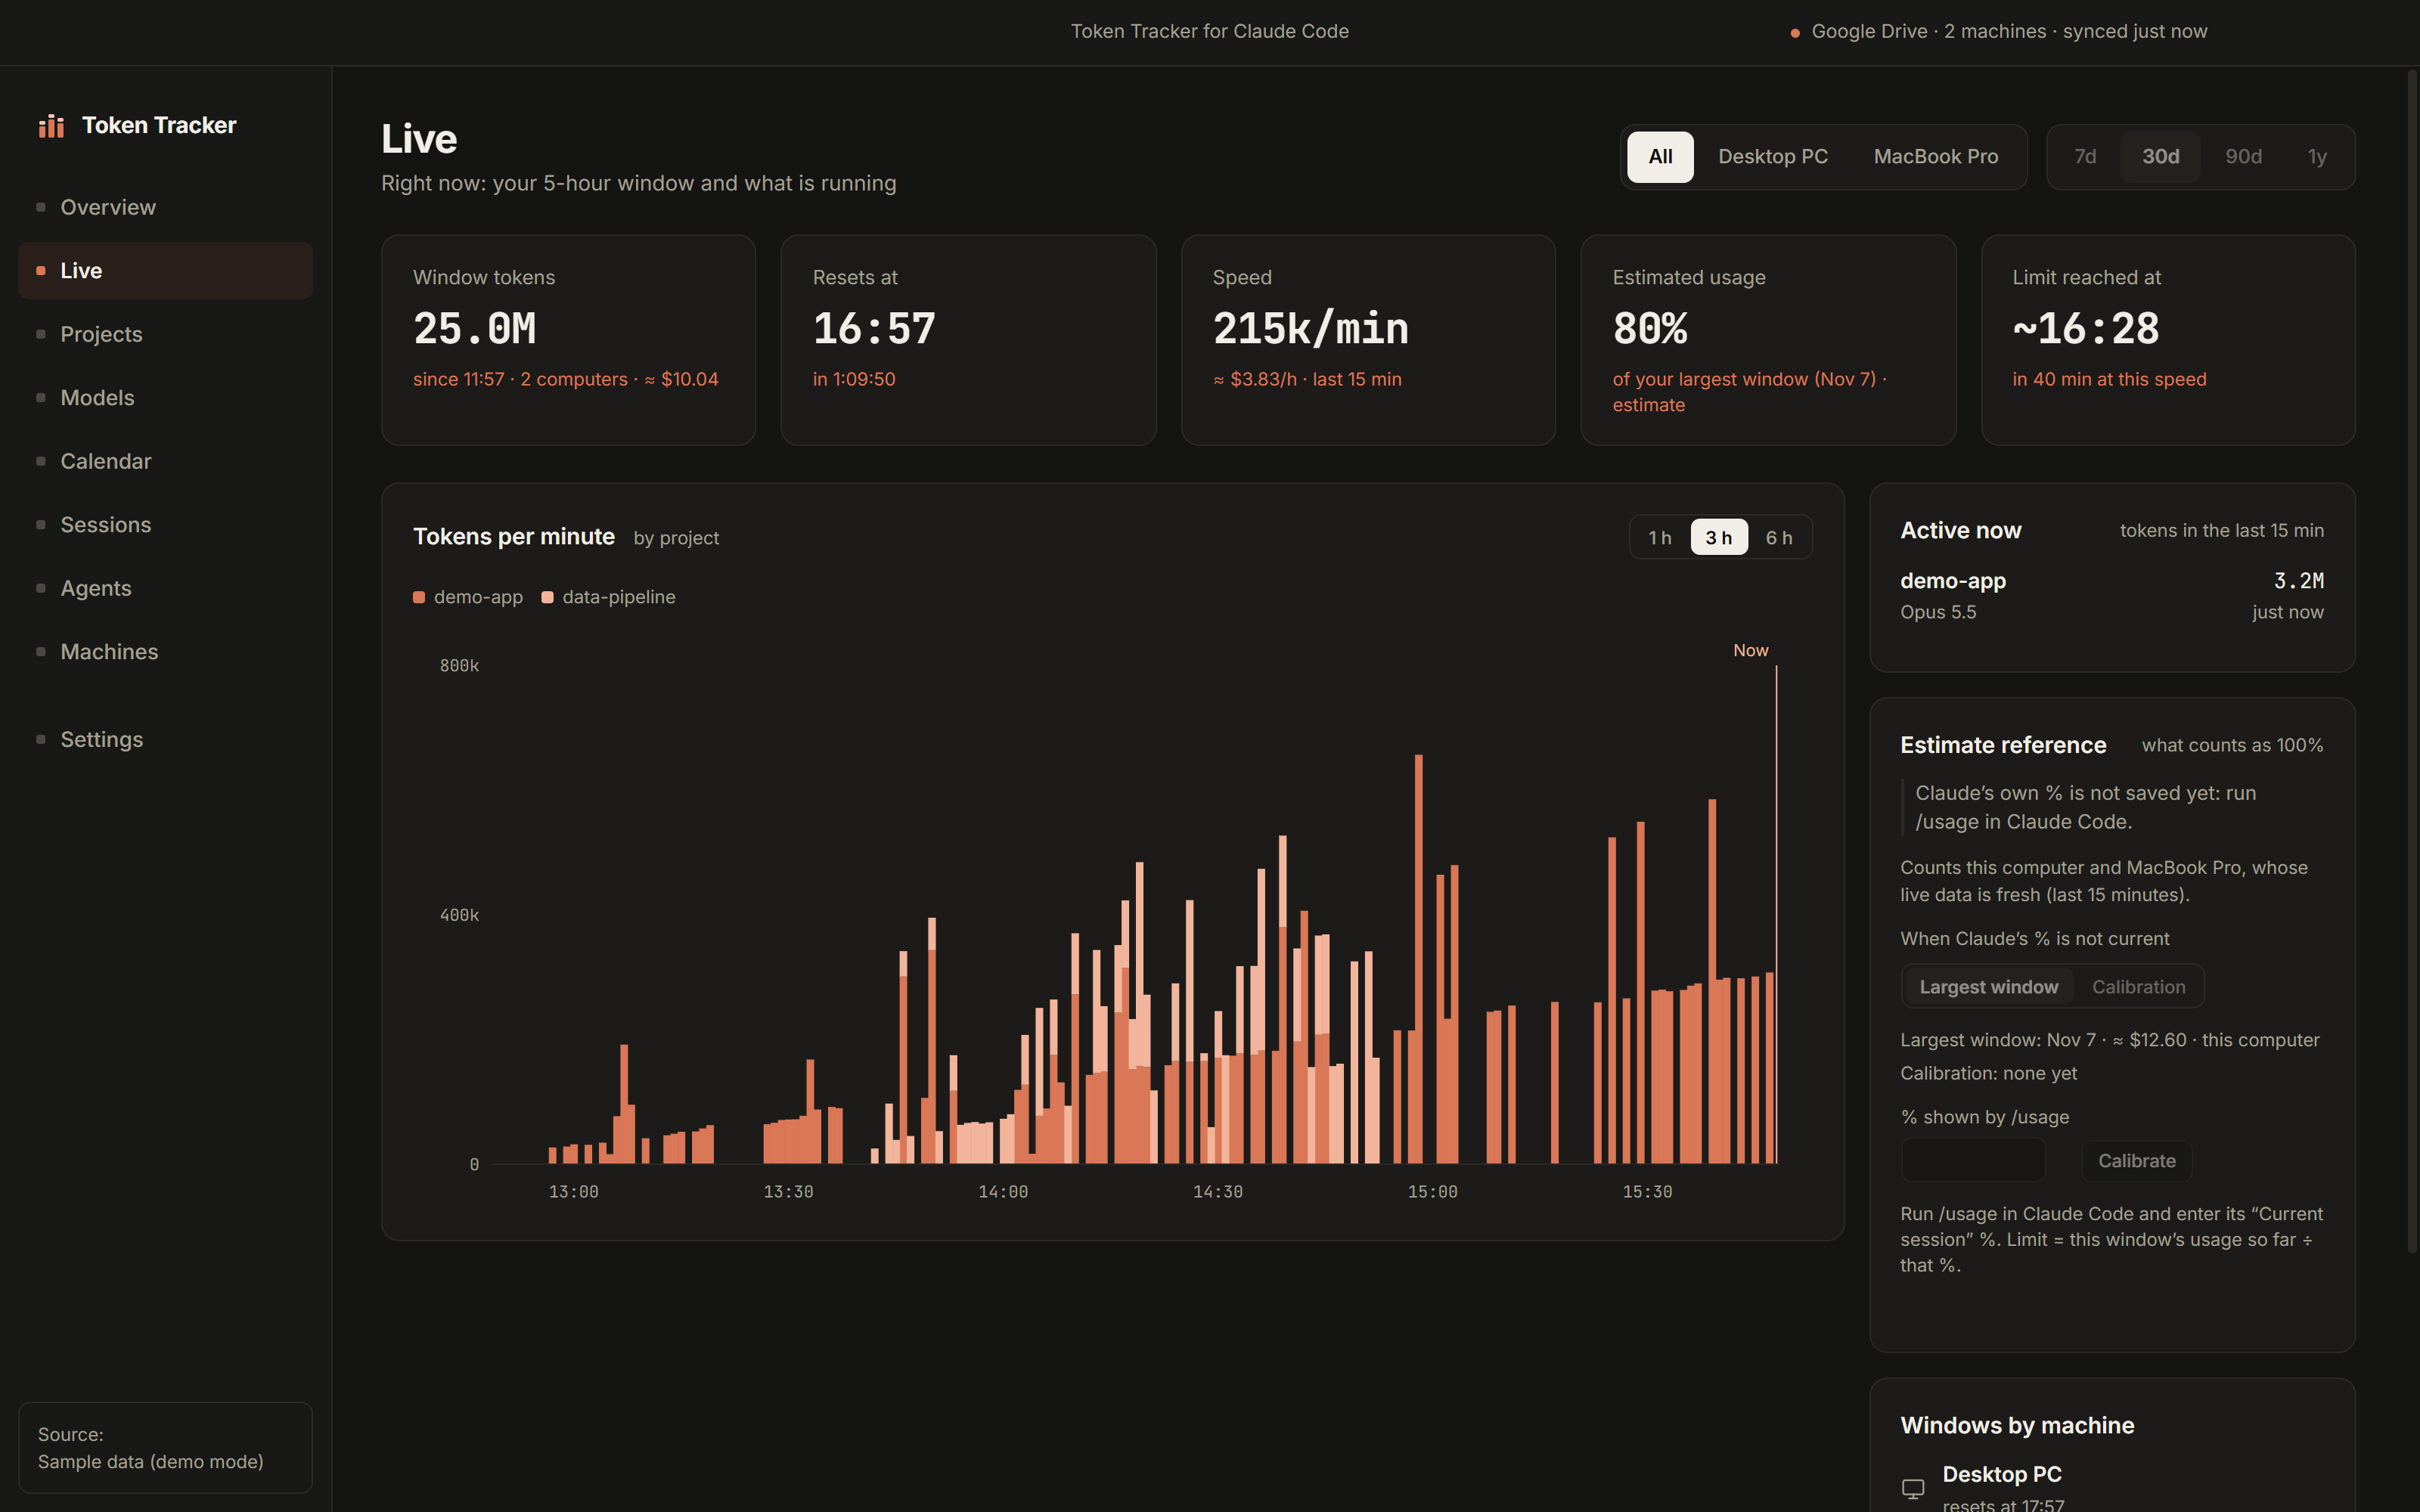 Token Tracker for Claude Code
Google Drive · 2 machines · synced just now
Token Tracker
Overview
Live
Projects
Models
Calendar
Sessions
Agents
Machines
Settings
Source:
Sample data (demo mode)
Live
Right now: your 5-hour window and what is running
All Desktop PC MacBook Pro
7d 30d 90d 1y
Window tokens
25.0M
since 11:57 · 2 computers · ≈ $10.04
Resets at
16:57
in 1:09:50
Speed
215k/min
≈ $3.83/h · last 15 min
Estimated usage
80%
of your largest window (Nov 7) ·
estimate
Limit reached at
~16:28
in 40 min at this speed
Tokens per minute by project
1 h 3 h 6 h
demo-app data-pipeline
Now
800k
400k
0
13:00 13:30 14:00 14:30 15:00 15:30
Active now tokens in the last 15 min
demo-app 3.2M
Opus 5.5 just now
Estimate reference what counts as 100%
Claude’s own % is not saved yet: run
/usage in Claude Code.
Counts this computer and MacBook Pro, whose
live data is fresh (last 15 minutes).
When Claude’s % is not current
Largest window Calibration
Largest window: Nov 7 · ≈ $12.60 · this computer
Calibration: none yet
% shown by /usage
Calibrate
Run /usage in Claude Code and enter its “Current
session” %. Limit = this window’s usage so far ÷
that %.
Windows by machine
Desktop PC
resets at 17:57